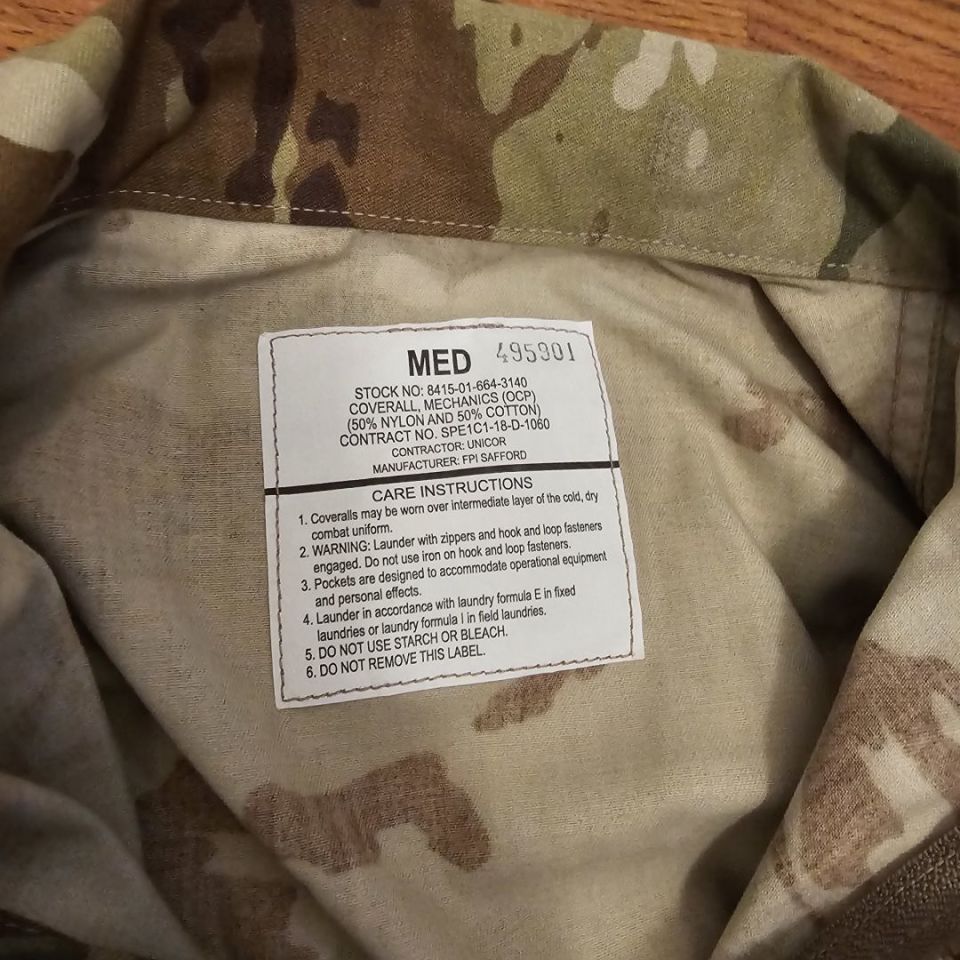 MED 495901
STOCK NO: 8415-01-664-3140
COVERALL, MECHANICS (OCP)
(50% NYLON AND 50% COTTON)
CONTRACT NO. SPE1C1-18-D-1060
CONTRACTOR: UNICOR
MANUFACTURER: FPI SAFFORD
CARE INSTRUCTIONS
1. Coveralls may be worn over intermediate layer of the cold, dry
combat uniform.
2. WARNING: Launder with zippers and hook and loop fasteners
engaged. Do not use iron on hook and loop fasteners.
3. Pockets are designed to accommodate operational equipment
and personal effects.
4. Launder in accordance with laundry formula E in fixed
laundries or laundry formula I in field laundries.
5. DO NOT USE STARCH OR BLEACH.
6. DO NOT REMOVE THIS LABEL.